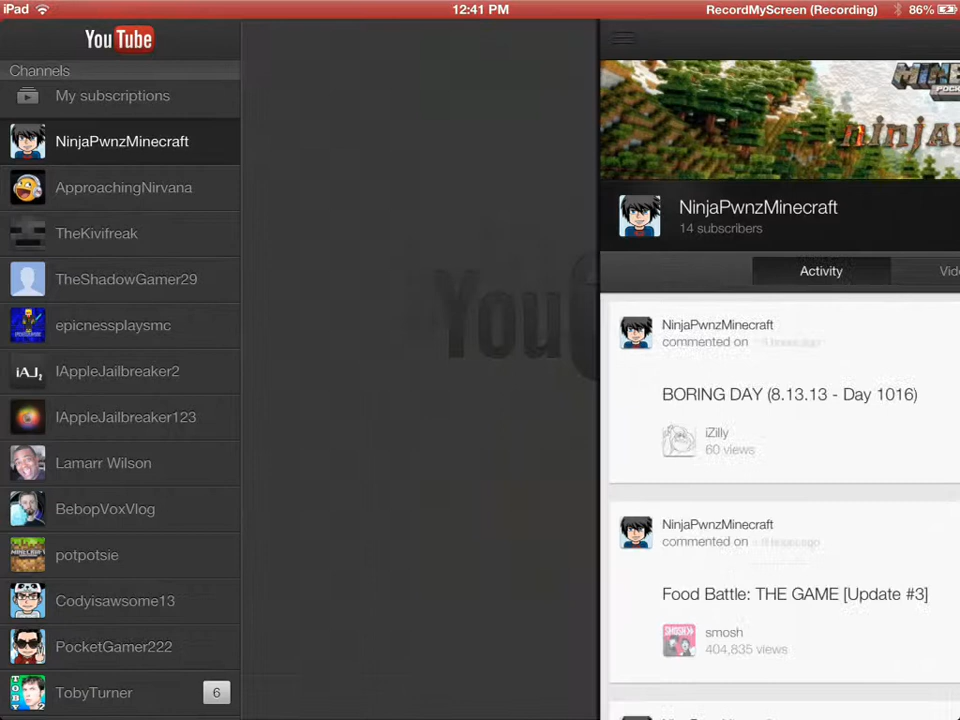 iPad 12:41 PM RecordMyScreen (Recording) 86%
YouTube
Channels
My subscriptions
NinjaPwnzMinecraft
ApproachingNirvana
TheKivifreak
TheShadowGamer29
epicnessplaysmc
iAJ,
IAppleJailbreaker2
IAppleJailbreaker123
Lamarr Wilson
BebopVoxVlog
potpotsie
Codyisawsome13
PocketGamer222
TobyTurner 6
You
NinjaPwnzMinecraft
14 subscribers
Activity
NinjaPwnzMinecraft
commented on
BORING DAY (8.13.13 - Day 1016)
iZilly
60 views
NinjaPwnzMinecraft
commented on
Food Battle: THE GAME [Update #3]
SMOSH
smosh
404,835 views
NinjaPwnzMinecraft